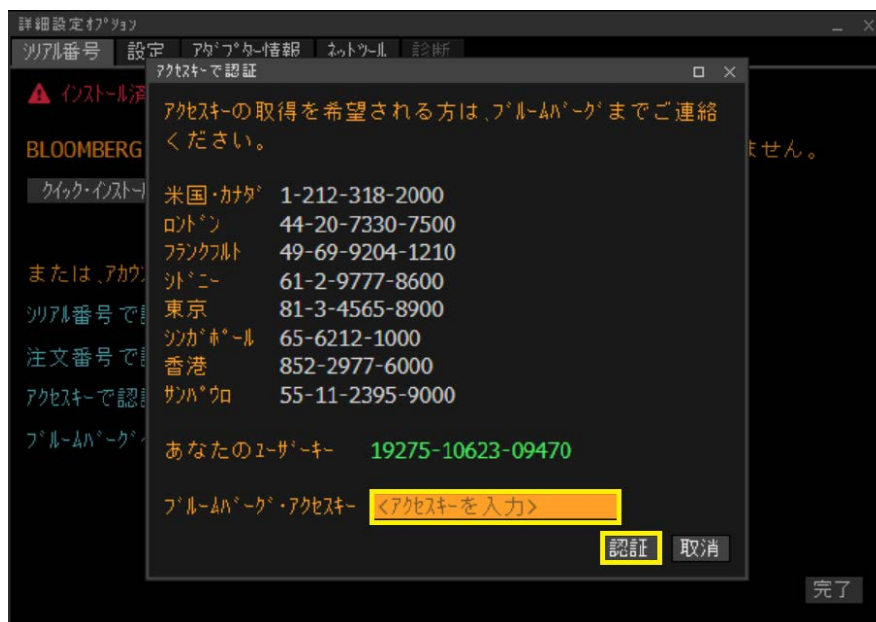 詳細設定ｵﾌﾟｼｮﾝ
ｼﾘｱﾙ番号 設定 ｱﾀﾞﾌﾟﾀｰ情報 ﾈｯﾄﾂｰﾙ 診断
ｱｸｾｽｷｰで認証
ｲﾝｽﾄｰﾙ済
ｱｸｾｽｷｰの取得を希望される方は､ﾌﾞﾙｰﾑﾊﾞｰｸﾞまでご連絡
ください。
BLOOMBERG
ません。
ｸｲｯｸ･ｲﾝｽﾄｰﾙ
米国･ｶﾅﾀﾞ 1-212-318-2000
ﾛﾝﾄﾞﾝ 44-20-7330-7500
ﾌﾗﾝｸﾌﾙﾄ 49-69-9204-1210
ｼﾄﾞﾆｰ 61-2-9777-8600
東京 81-3-4565-8900
ｼﾝｶﾞﾎﾟｰﾙ 65-6212-1000
香港 852-2977-6000
ｻﾝﾊﾟｳﾛ 55-11-2395-9000
または､ｱｶｳﾝ
ｼﾘｱﾙ番号で
注文番号で
ｱｸｾｽｷｰで認
ﾌﾞﾙｰﾑﾊﾞｰｸﾞ
あなたのﾕｰｻﾞｰｷｰ 19275-10623-09470
ﾌﾞﾙｰﾑﾊﾞｰｸﾞ･ｱｸｾｽｷｰ <ｱｸｾｽｷｰを入力>
認証 取消
完了